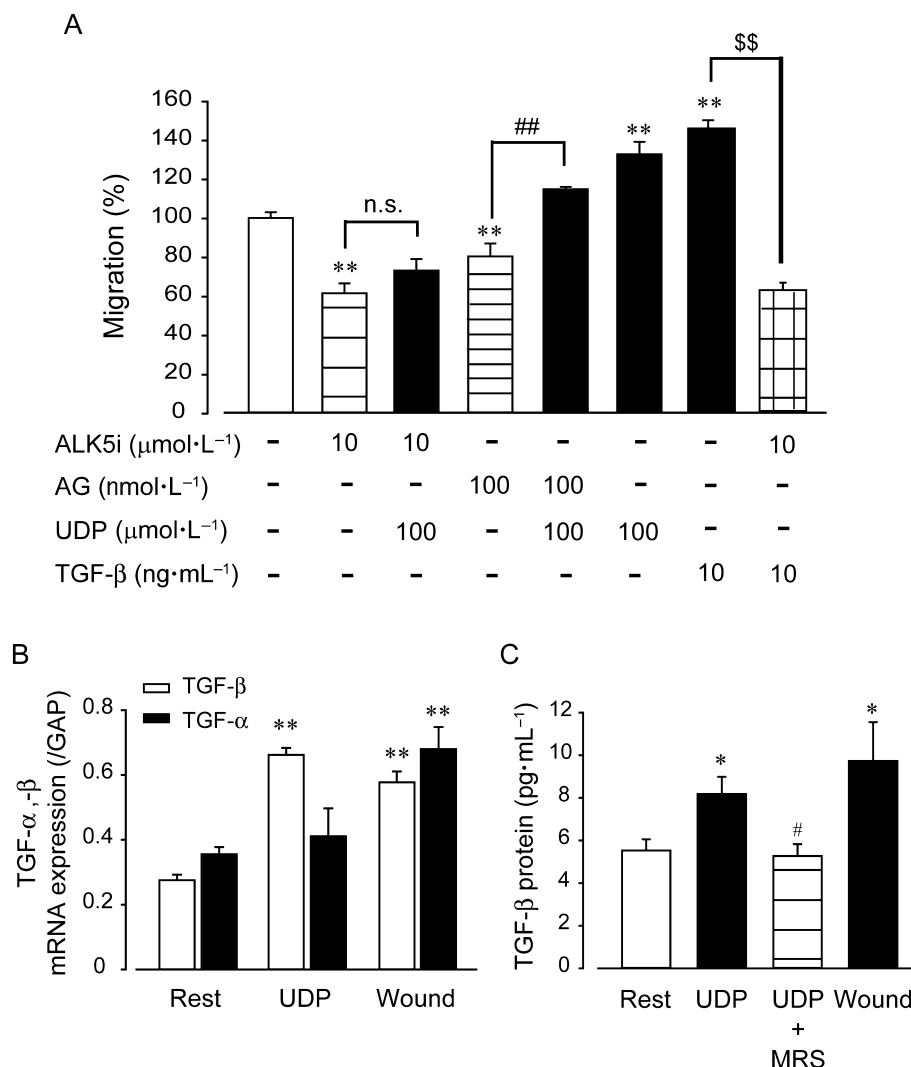 A
$$
**
**
##
n.s.
**
**
160
140
120
100
80
60
40
20
0
Migration (%)
ALK5i (μmol·L⁻¹) – 10 10 – – – – 10
AG (nmol·L⁻¹) – – – 100 100 – – –
UDP (μmol·L⁻¹) – – 100 – 100 100 – –
TGF-β (ng·mL⁻¹) – – – – – – 10 10
B
TGF-β
TGF-α
**
**
**
0.8
0.6
0.4
0.2
0
TGF-α,-β
mRNA expression (/GAP)
Rest UDP Wound
C
*
*
#
12
10
8
6
4
2
0
TGF-β protein (pg·mL⁻¹)
Rest UDP UDP Wound
+
MRS